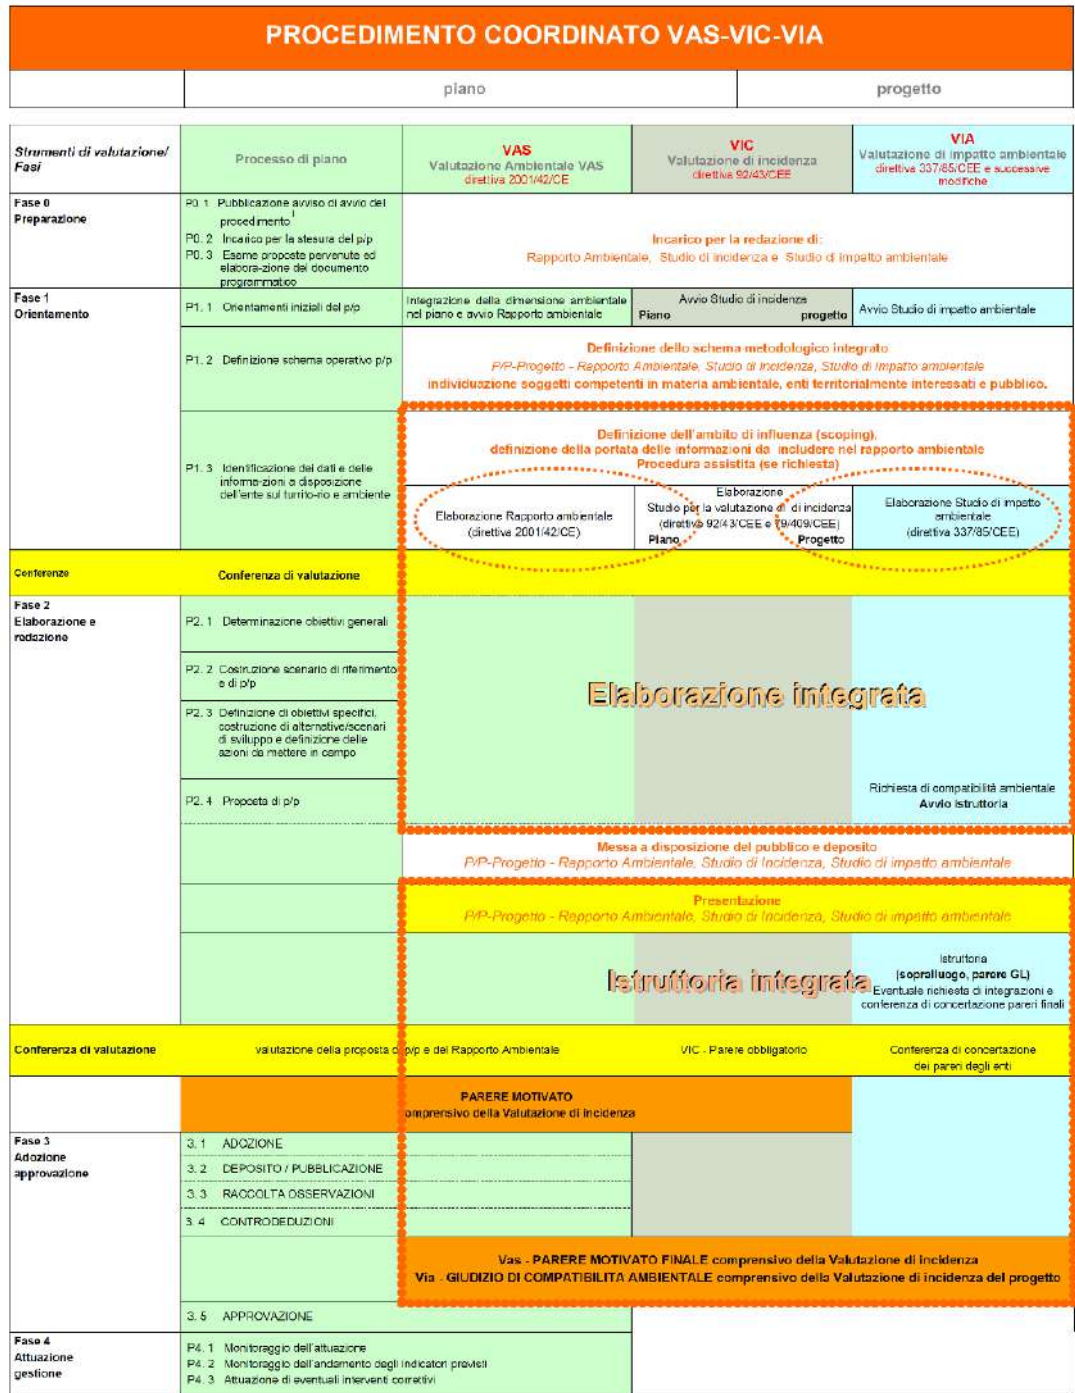 PROCEDIMENTO COORDINATO VAS-VIC-VIA
piano
progetto
Strumenti di valutazione/
Fasi
Processo di piano
VAS
Valutazione Ambientale VAS
direttiva 2001/42/CE
VIC
Valutazione di incidenza
direttiva 92/43/CEE
VIA
Valutazione di impatto ambientale
direttiva 337/85/CEE e successive
modifiche
Fase 0
Preparazione
P0. 1 Pubblicazione avviso di avvio del
procedimento1
P0. 2 Incarico per la stesura del p/p
P0. 3 Esame proposte pervenute ed
elabora-zione del documento
programmatico
Incarico per la redazione di:
Rapporto Ambientale, Studio di incidenza e Studio di impatto ambientale
Fase 1
Orientamento
P1. 1 Orientamenti iniziali del p/p
Integrazione della dimensione ambientale
nel piano e avvio Rapporto ambientale
Avvio Studio di incidenza
Piano progetto
Avvio Studio di impatto ambientale
P1. 2 Definizione schema operativo p/p
Definizione dello schema metodologico integrato
P/P-Progetto - Rapporto Ambientale, Studio di Incidenza, Studio di Impatto ambientale
individuazione soggetti competenti in materia ambientale, enti territorialmente interessati e pubblico.
P1. 3 Identificazione dei dati e delle
informa-zioni a disposizione
dell'ente sul territo-rio e ambiente
Definizione dell'ambito di influenza (scoping),
definizione della portata delle informazioni da includere nel rapporto ambientale
Procedura assistita (se richiesta)
Elaborazione Rapporto ambientale
(direttiva 2001/42/CE)
Elaborazione
Studio per la valutazione di di incidenza
(direttiva 92/43/CEE e 79/409/CEE)
Piano Progetto
Elaborazione Studio di impatto
ambientale
(direttiva 337/85/CEE)
Conferenze
Conferenza di valutazione
Fase 2
Elaborazione e
redazione
P2. 1 Determinazione obiettivi generali
P2. 2 Costruzione scenario di riferimento
e di p/p
P2. 3 Definizione di obiettivi specifici,
costruzione di alternative/scenari
di sviluppo e definizione delle
azioni da mettere in campo
P2. 4 Proposta di p/p
Elaborazione integrata
Richiesta di compatibilità ambientale
Avvio istruttoria
Messa a disposizione del pubblico e deposito
P/P-Progetto - Rapporto Ambientale, Studio di Incidenza, Studio di impatto ambientale
Presentazione
P/P-Progetto - Rapporto Ambientale, Studio di Incidenza, Studio di impatto ambientale
Istruttoria integrata
Istruttoria
(sopralluogo, parere GL)
Eventuale richiesta di integrazioni e
conferenza di concertazione pareri finali
Conferenza di valutazione
valutazione della proposta di p/p e del Rapporto Ambientale
VIC - Parere obbligatorio
Conferenza di concertazione
dei pareri degli enti
PARERE MOTIVATO
comprensivo della Valutazione di incidenza
Fase 3
Adozione
approvazione
3. 1 ADOZIONE
3. 2 DEPOSITO / PUBBLICAZIONE
3. 3 RACCOLTA OSSERVAZIONI
3. 4 CONTRODEDUZIONI
Vas - PARERE MOTIVATO FINALE comprensivo della Valutazione di incidenza
Via - GIUDIZIO DI COMPATIBILITA AMBIENTALE comprensivo della Valutazione di incidenza del progetto
3. 5 APPROVAZIONE
Fase 4
Attuazione
gestione
P4. 1 Monitoraggio dell'attuazione
P4. 2 Monitoraggio dell'andamento degli indicatori previsti
P4. 3 Attuazione di eventuali interventi correttivi